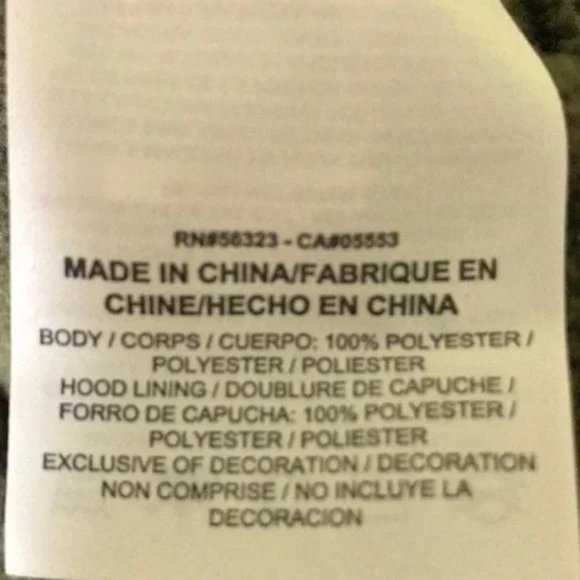 RN#56323 - CA#05553
MADE IN CHINA/FABRIQUE EN
CHINE/HECHO EN CHINA
BODY / CORPS / CUERPO: 100% POLYESTER /
POLYESTER / POLIESTER
HOOD LINING / DOUBLURE DE CAPUCHE /
FORRO DE CAPUCHA: 100% POLYESTER /
POLYESTER / POLIESTER
EXCLUSIVE OF DECORATION / DECORATION
NON COMPRISE / NO INCLUYE LA
DECORACION